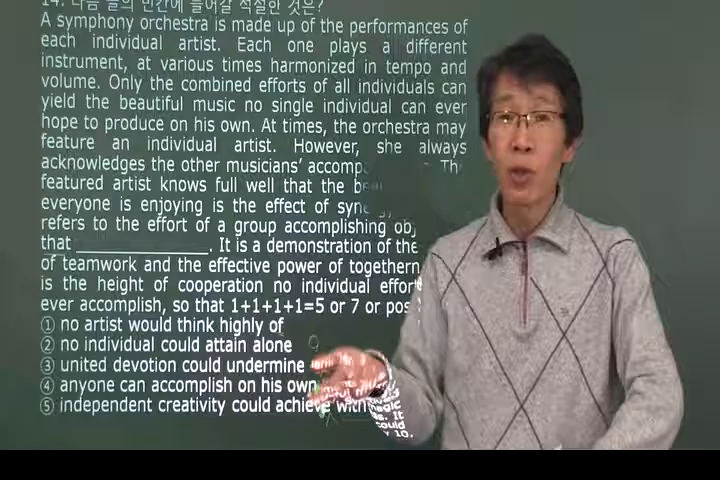 14. 다음 글의 빈칸에 들어갈 적절한 것은?
A symphony orchestra is made up of the performances of
each individual artist. Each one plays a different
instrument, at various times harmonized in tempo and
volume. Only the combined efforts of all individuals can
yield the beautiful music no single individual can ever
hope to produce on his own. At times, the orchestra may
feature an individual artist. However, she always
acknowledges the other musicians'
featured artist knows full well that the
everyone is enjoying is the effect of
refers to the effort of a group accomplishing
that ______________. It is a demonstration of the
of teamwork and the effective power of
is the height of cooperation no individual
ever accomplish, so that 1+1+1+1=5 or 7 or
① no artist would think highly of
② no individual could attain alone
③ united devotion could undermine
④ anyone can accomplish on his own
⑤ independent creativity could achieve with